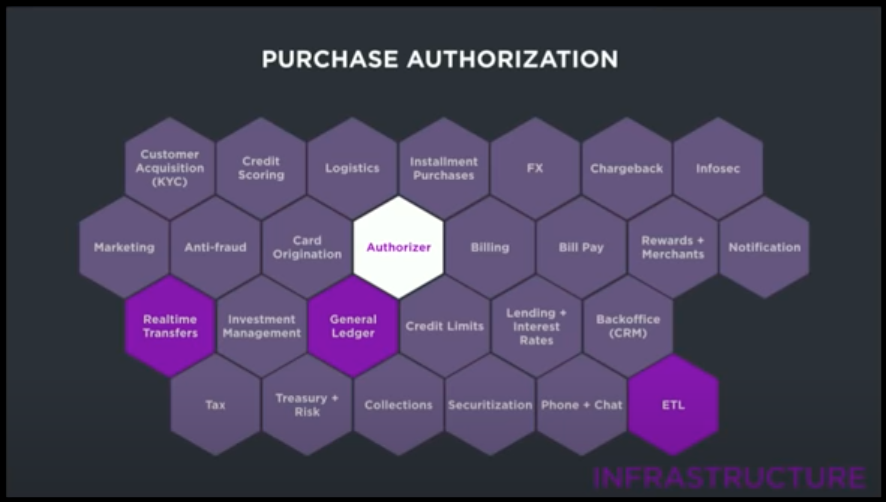 PURCHASE AUTHORIZATION
Customer
Acquisition
(KYC)
Credit
Scoring
Logistics
Installment
Purchases
FX
Chargeback
Infosec
Marketing
Anti-fraud
Card
Origination
Authorizer
Billing
Bill Pay
Rewards +
Merchants
Notification
Realtime
Transfers
Investment
Management
General
Ledger
Credit Limits
Lending +
Interest
Rates
Backoffice
(CRM)
Tax
Treasury +
Risk
Collections
Securitization
Phone + Chat
ETL
INFRASTRUCTURE